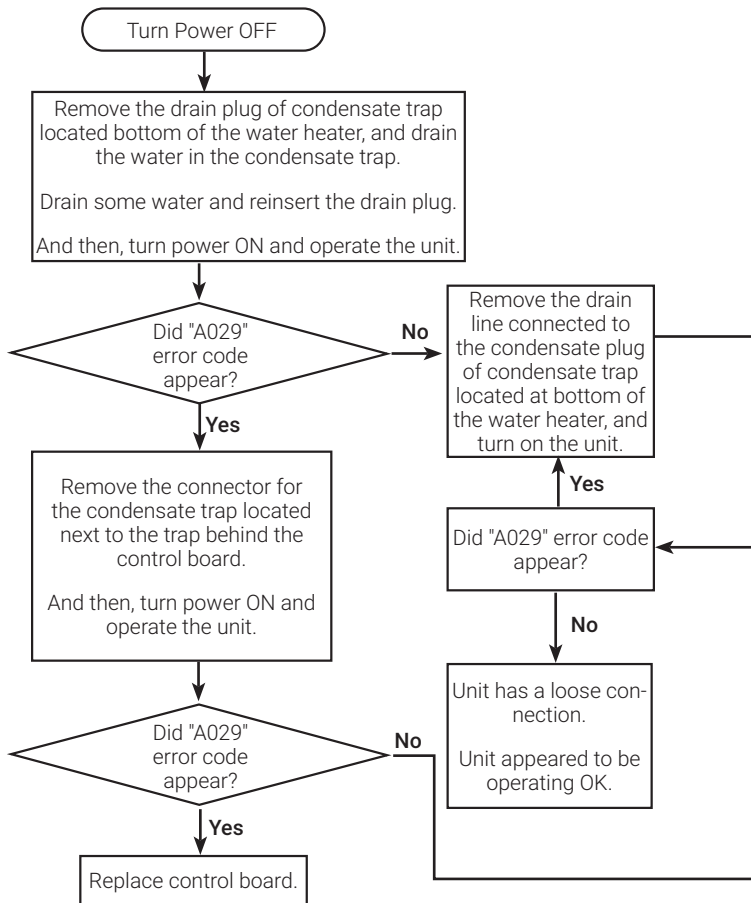 Turn Power OFF
Remove the drain plug of condensate trap
located bottom of the water heater, and drain
the water in the condensate trap.
Drain some water and reinsert the drain plug.
And then, turn power ON and operate the unit.
Did "A029"
error code
appear?
No
Remove the drain
line connected to
the condensate plug
of condensate trap
located at bottom of
the water heater, and
turn on the unit.
Yes
Remove the connector for
the condensate trap located
next to the trap behind the
control board.
And then, turn power ON and
operate the unit.
Yes
Did "A029" error code
appear?
No
Unit has a loose con-
nection.
Unit appeared to be
operating OK.
Did "A029"
error code
appear?
No
Yes
Replace control board.